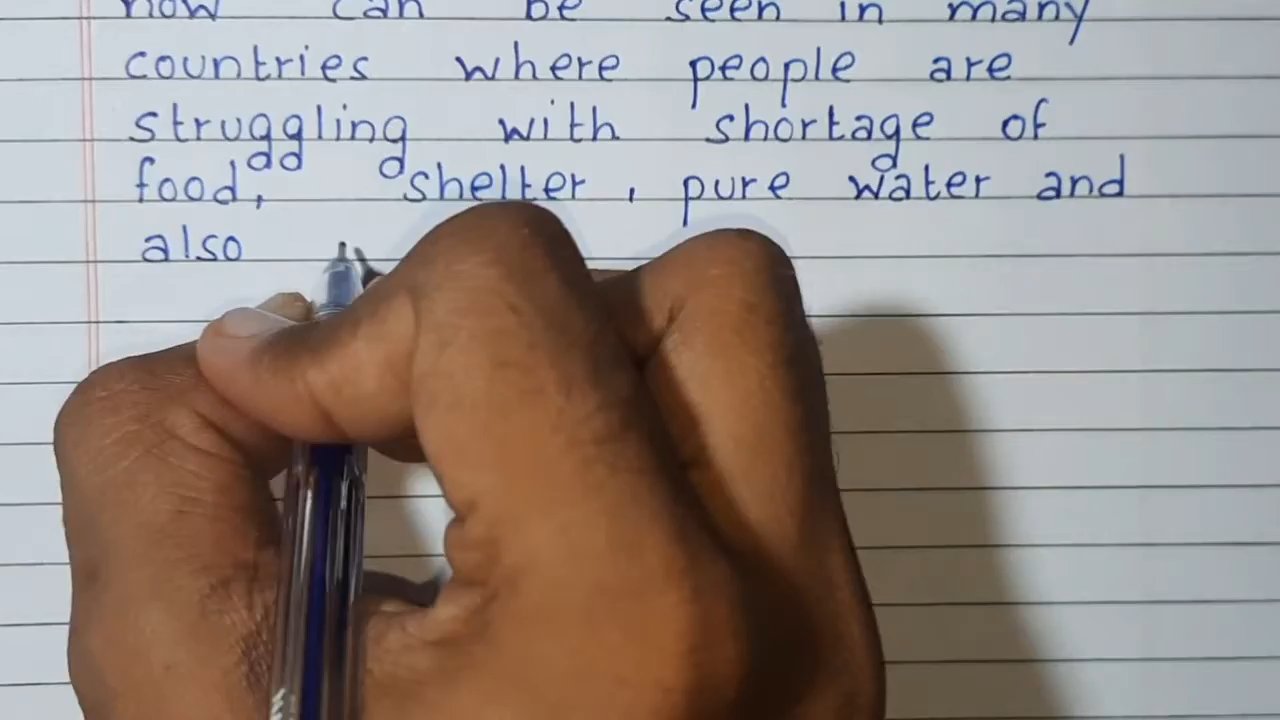 now can be seen in many
countries where people are
struggling with shortage of
food, shelter, pure water and
also